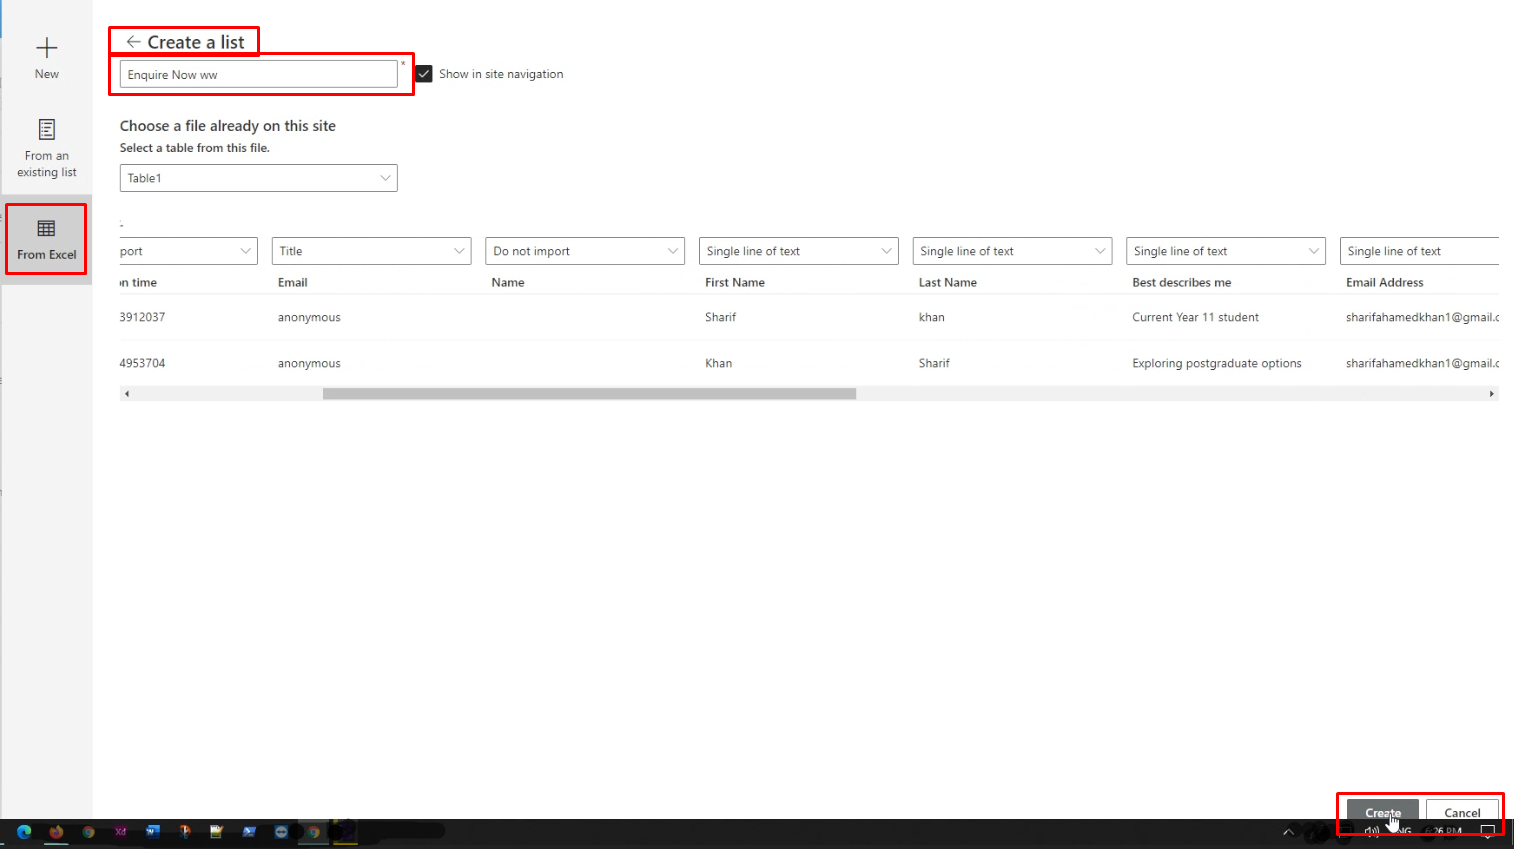 New
From an
existing list
From Excel
Create a list
Enquire Now ww
*
Show in site navigation
Choose a file already on this site
Select a table from this file.
Table1
port
Title
Do not import
Single line of text
Single line of text
Single line of text
Single line of text
on time
Email
Name
First Name
Last Name
Best describes me
Email Address
3912037
anonymous
Sharif
khan
Current Year 11 student
sharifahamedkhan1@gmail.c
4953704
anonymous
Khan
Sharif
Exploring postgraduate options
sharifahamedkhan1@gmail.c
Create
Cancel
Xd